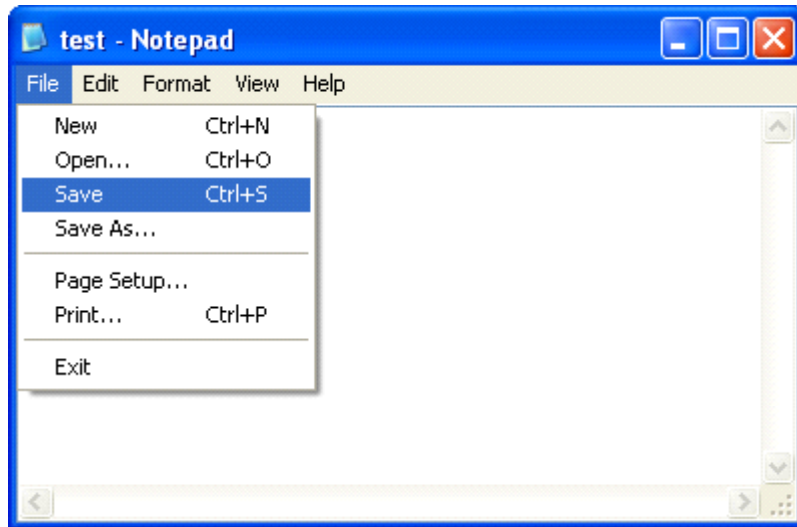 test - Notepad
File Edit Format View Help
New Ctrl+N
Open... Ctrl+O
Save Ctrl+S
Save As...
Page Setup...
Print... Ctrl+P
Exit